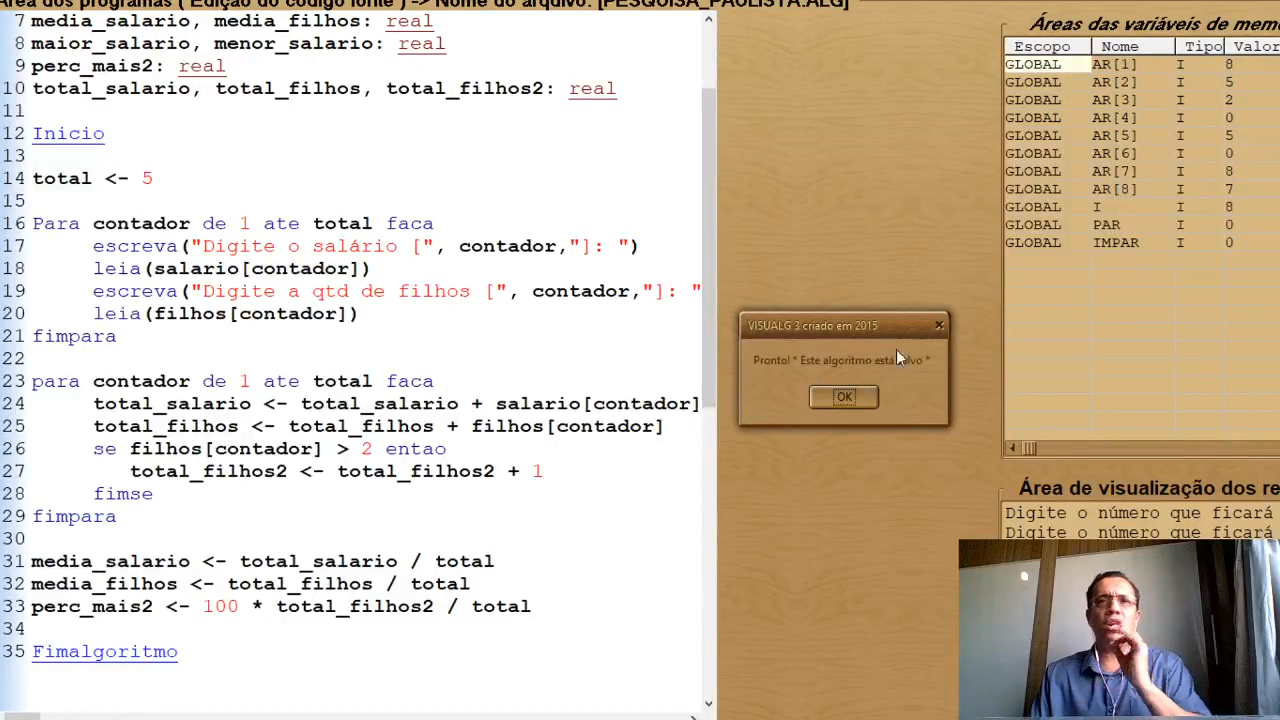 Área dos programas ( Edição do código fonte ) -> Nome do arquivo: [PESQUISA_PAULISTA.ALG]
7 media_salario, media_filhos: real
8 maior_salario, menor_salario: real
9 perc_mais2: real
10 total_salario, total_filhos, total_filhos2: real
11
12 Inicio
13
14 total <- 5
15
16 Para contador de 1 ate total faca
17 escreva("Digite o salário [", contador,"]: ")
18 leia(salario[contador])
19 escreva("Digite a qtd de filhos [", contador,"]: "
20 leia(filhos[contador])
21 fimpara
22
23 para contador de 1 ate total faca
24 total_salario <- total_salario + salario[contador]
25 total_filhos <- total_filhos + filhos[contador]
26 se filhos[contador] > 2 entao
27 total_filhos2 <- total_filhos2 + 1
28 fimse
29 fimpara
30
31 media_salario <- total_salario / total
32 media_filhos <- total_filhos / total
33 perc_mais2 <- 100 * total_filhos2 / total
34
35 Fimalgoritmo
VISUALG 3 criado em 2015
Pronto! * Este algoritmo está salvo *
OK
Áreas das variáveis de mem
Escopo Nome Tipo Valor
GLOBAL AR[1] I 8
GLOBAL AR[2] I 5
GLOBAL AR[3] I 2
GLOBAL AR[4] I 0
GLOBAL AR[5] I 5
GLOBAL AR[6] I 0
GLOBAL AR[7] I 8
GLOBAL AR[8] I 7
GLOBAL I I 8
GLOBAL PAR I 0
GLOBAL IMPAR I 0
Área de visualização dos re
Digite o número que ficará
Digite o número que ficará